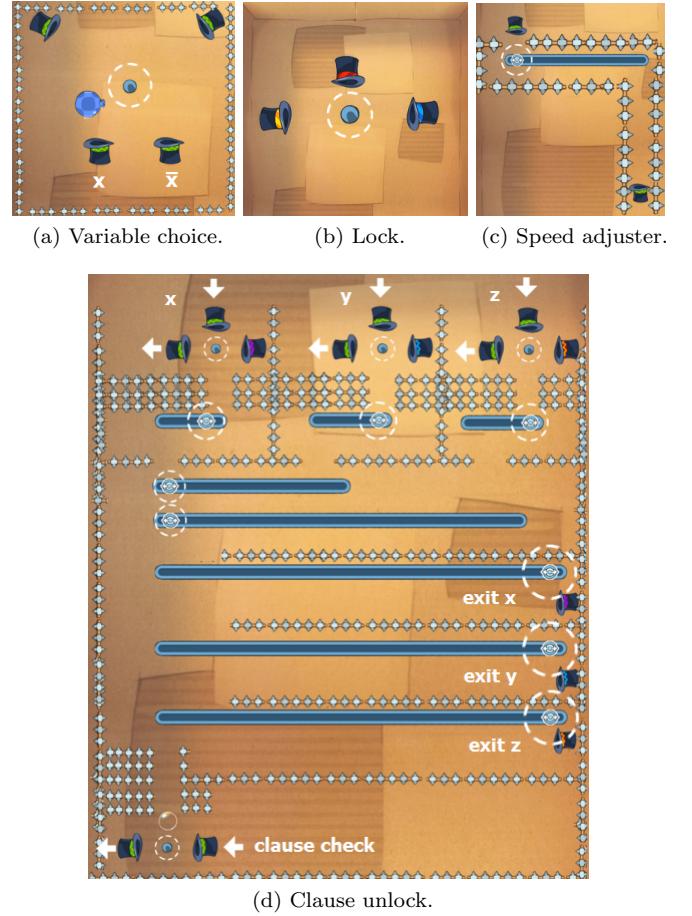 x
x̅
(a) Variable choice.
(b) Lock.
(c) Speed adjuster.
x
y
z
exit x
exit y
exit z
clause check
(d) Clause unlock.